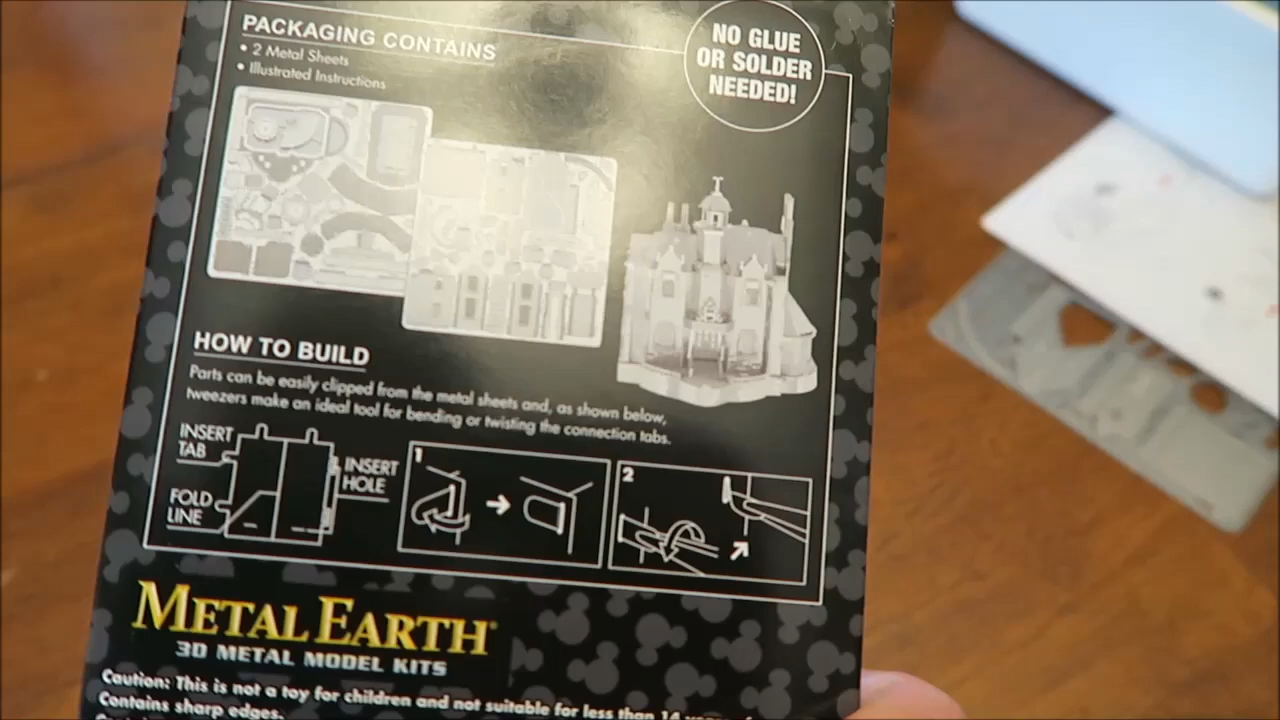 PACKAGING CONTAINS
• 2 Metal Sheets
• Illustrated Instructions
NO GLUE
OR SOLDER
NEEDED!
HOW TO BUILD
Parts can be easily clipped from the metal sheets and, as shown below,
tweezers make an ideal tool for bending or twisting the connection tabs.
INSERT
TAB
INSERT
HOLE
FOLD
LINE
1
2
METAL EARTH
3D METAL MODEL KITS
Caution: This is not a toy for children and not suitable for less than 14
Contains sharp edges.